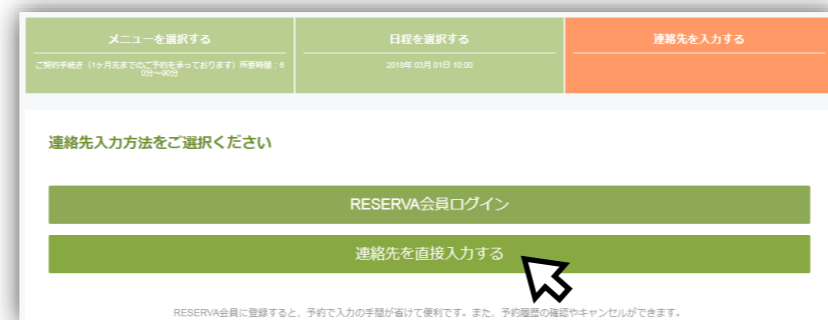 メニューを選択する
ご契約手続き（1ヶ月先までのご予約を承っております）所要時間：6
0分～90分
日程を選択する
2018年 03月 01日 10:00
連絡先を入力する
連絡先入力方法をご選択ください
RESERVA会員ログイン
連絡先を直接入力する
RESERVA会員に登録すると、予約で入力の手間が省けて便利です。また、予約履歴の確認やキャンセルができます。